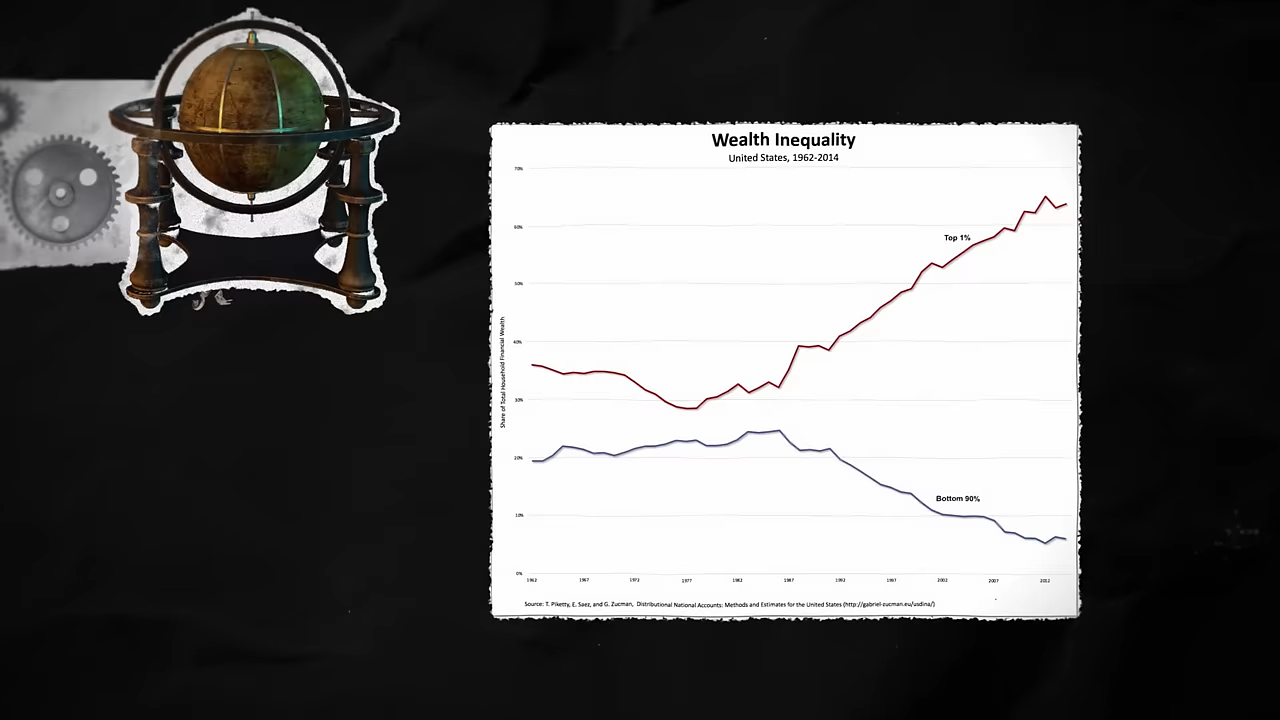 Wealth Inequality
United States, 1962-2014
70%
60%
50%
40%
30%
20%
10%
0%
Share of Total Household Financial Wealth
Top 1%
Bottom 90%
1962 1967 1972 1977 1982 1987 1992 1997 2002 2007 2012
Source: T. Piketty, E. Saez, and G. Zucman, Distributional National Accounts: Methods and Estimates for the United States (http://gabriel-zucman.eu/usdina/)